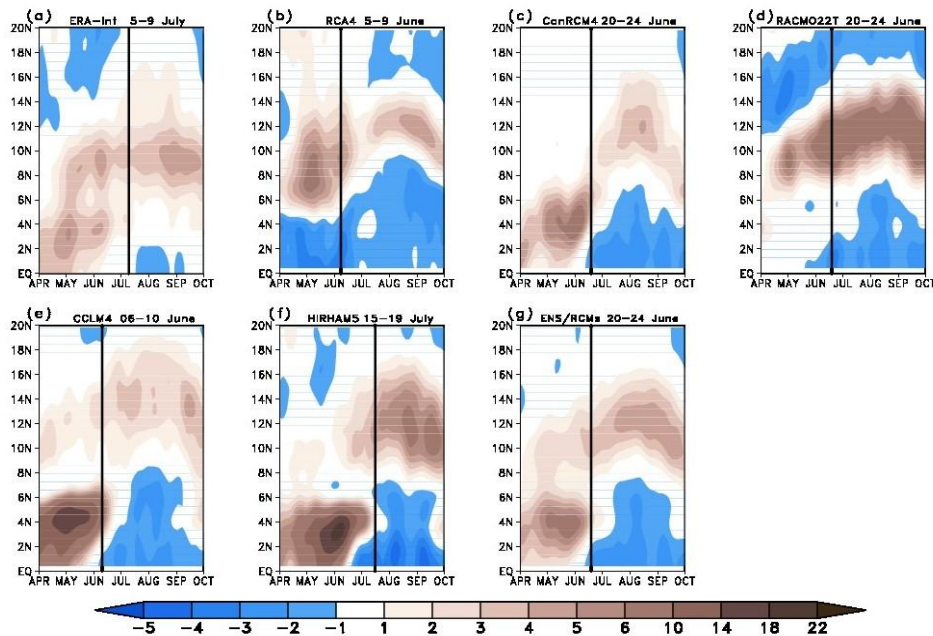 (a) ERA-Int 5-9 July
(b) RCA4 5-9 June
(c) CanRCM4 20-24 June
(d) RACMO22T 20-24 June
20N 20N 20N 20N
18N 18N 18N 18N
16N 16N 16N 16N
14N 14N 14N 14N
12N 12N 12N 12N
10N 10N 10N 10N
8N 8N 8N 8N
6N 6N 6N 6N
4N 4N 4N 4N
2N 2N 2N 2N
EQ EQ EQ EQ
APR MAY JUN JUL AUG SEP OCT APR MAY JUN JUL AUG SEP OCT APR MAY JUN JUL AUG SEP OCT APR MAY JUN JUL AUG SEP OCT
(e) CCLM4 06-10 June
(f) HIRHAM5 15-19 July
(g) ENS/RCMs 20-24 June
20N 20N 20N
18N 18N 18N
16N 16N 16N
14N 14N 14N
12N 12N 12N
10N 10N 10N
8N 8N 8N
6N 6N 6N
4N 4N 4N
2N 2N 2N
EQ EQ EQ
APR MAY JUN JUL AUG SEP OCT APR MAY JUN JUL AUG SEP OCT APR MAY JUN JUL AUG SEP OCT
-5 -4 -3 -2 -1 1 2 3 4 5 6 10 14 18 22